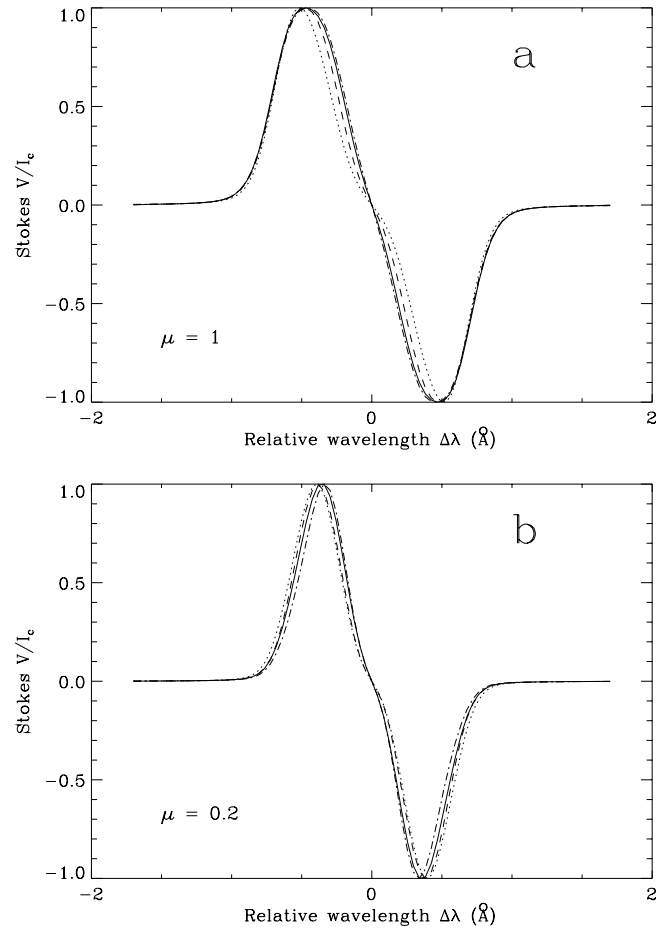 1.0
a
0.5
Stokes V/I_c
0.0
-0.5
μ = 1
-1.0
-2
0
2
Relative wavelength Δλ (Å)
1.0
b
0.5
Stokes V/I_c
0.0
-0.5
μ = 0.2
-1.0
-2
0
2
Relative wavelength Δλ (Å)